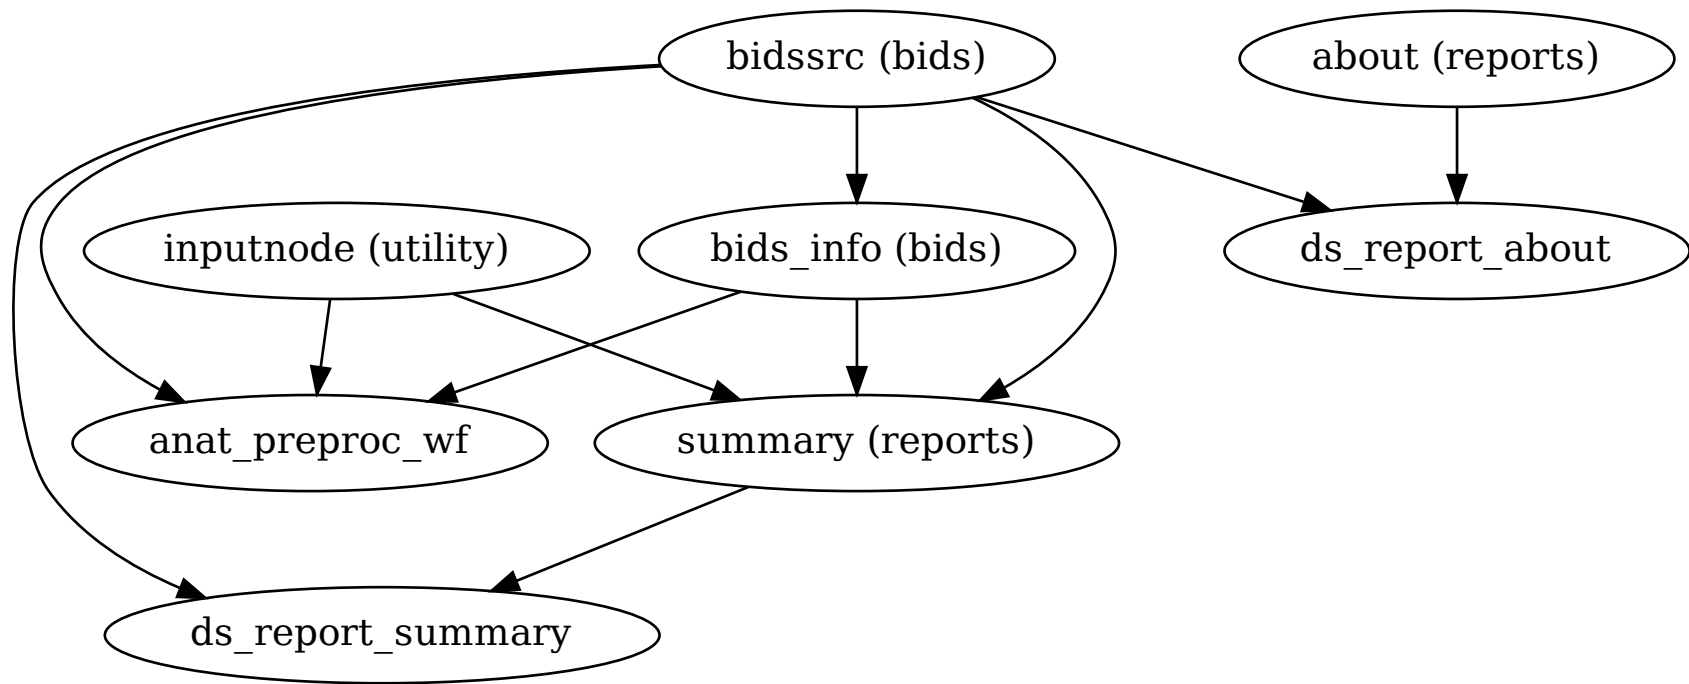 bidssrc (bids)
about (reports)
inputnode (utility)
bids_info (bids)
ds_report_about
anat_preproc_wf
summary (reports)
ds_report_summary